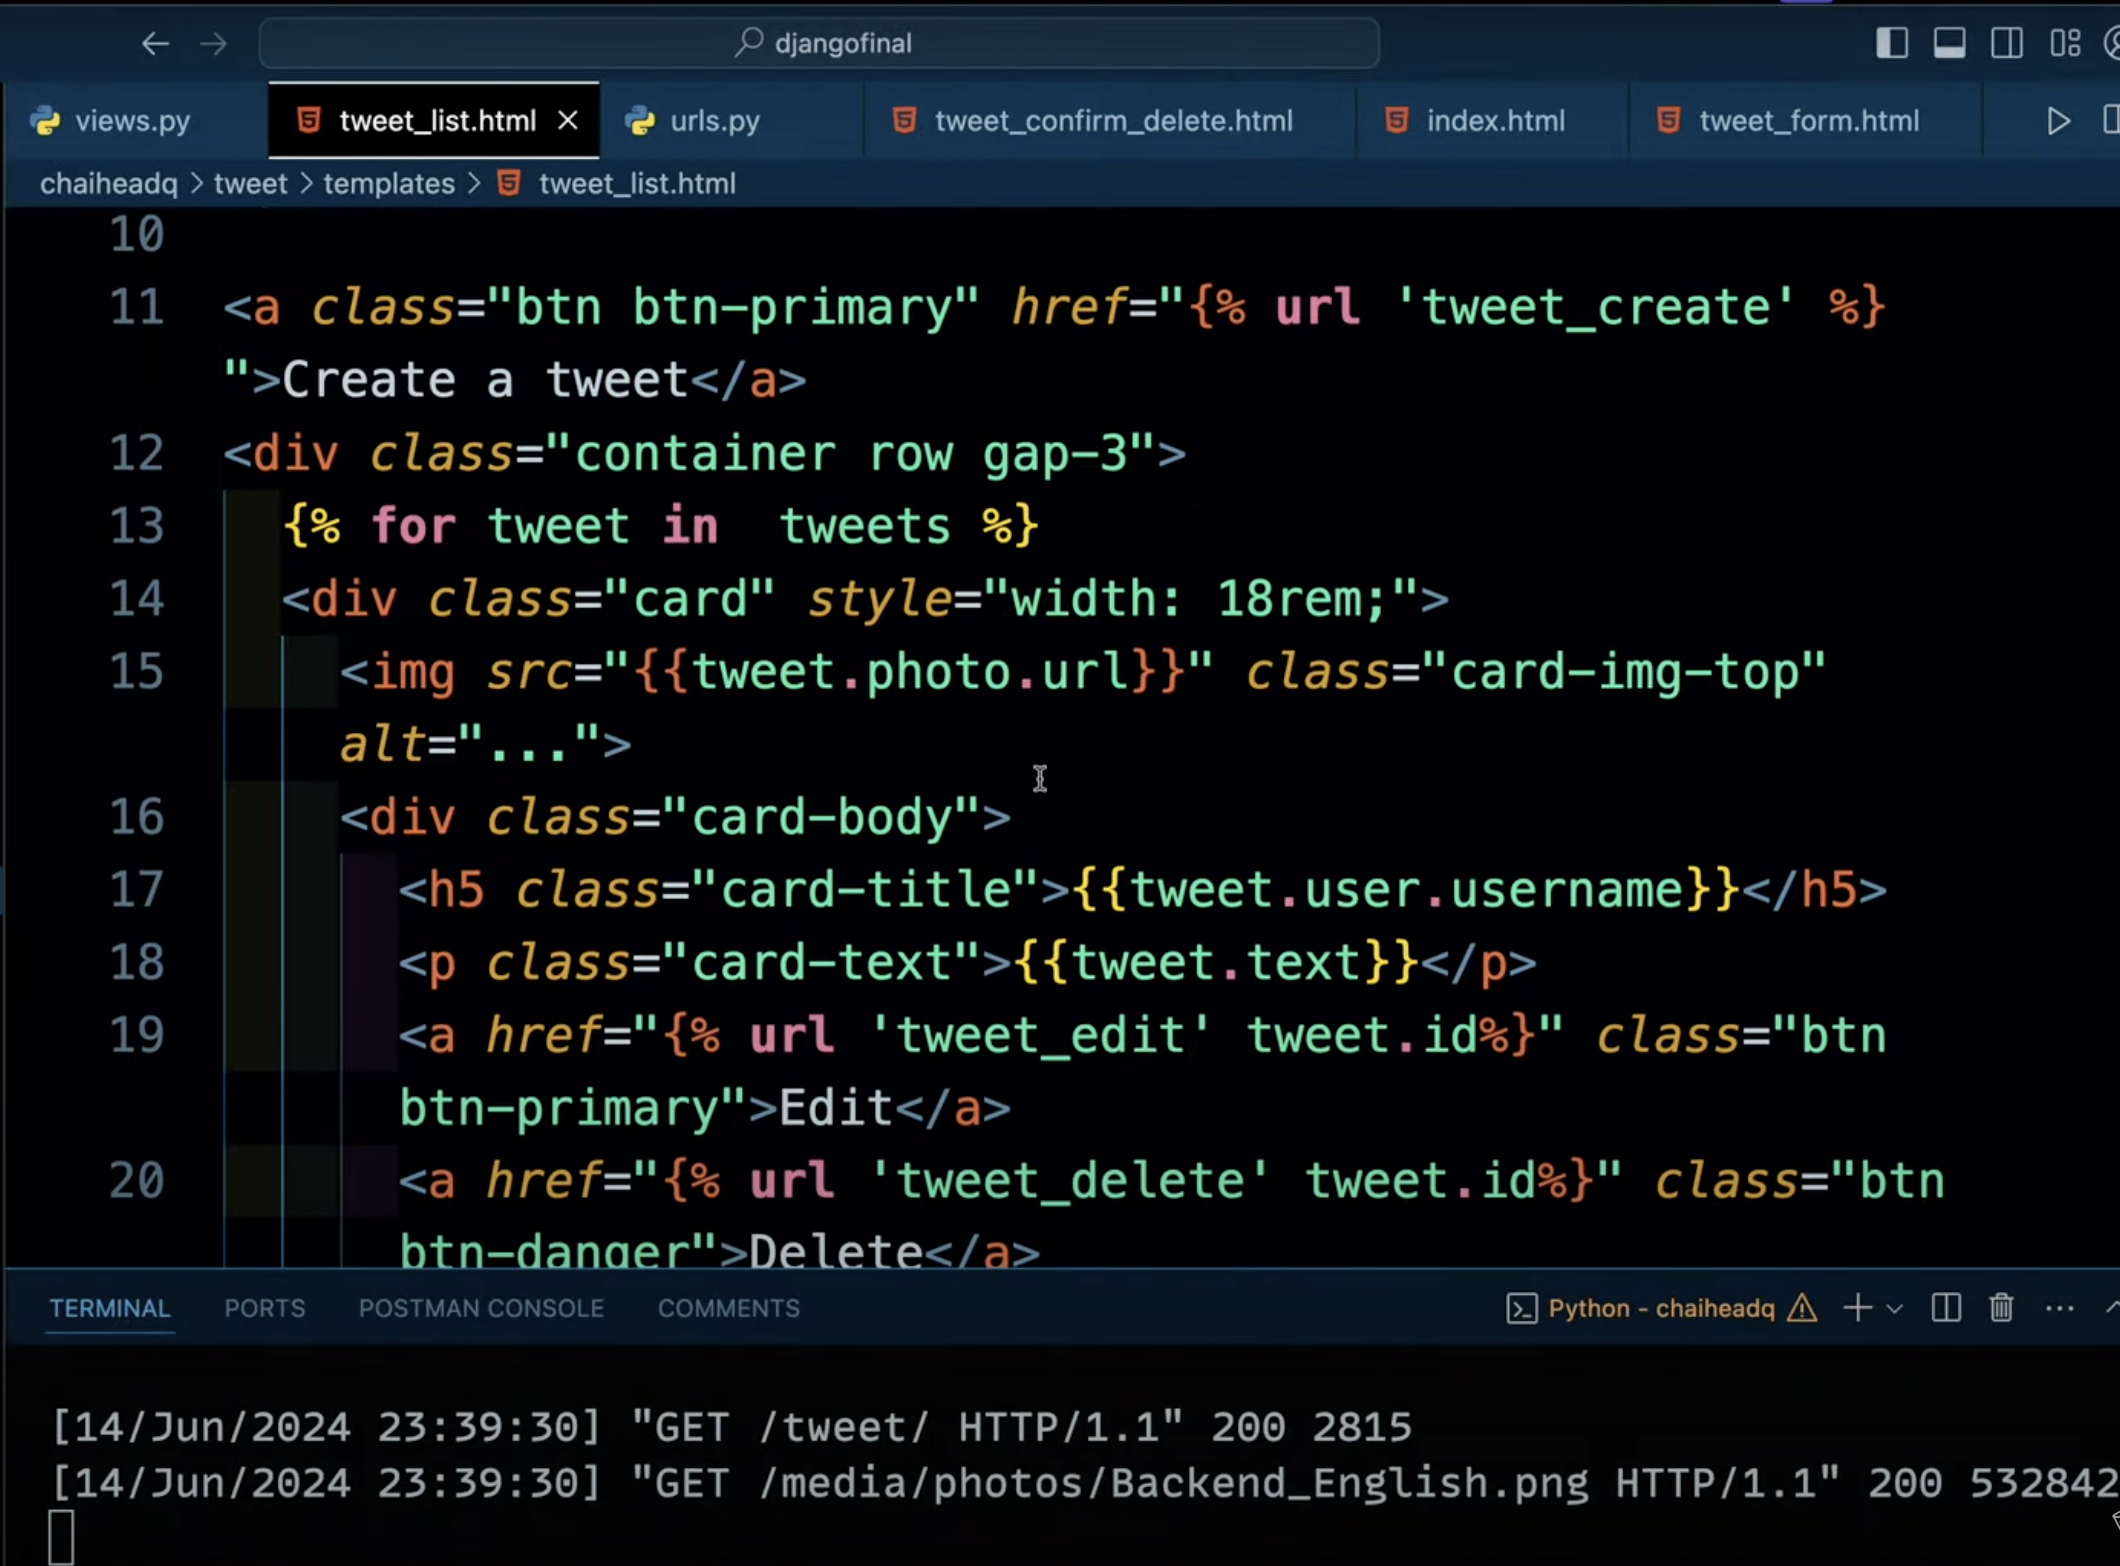 djangofinal
views.py tweet_list.html urls.py tweet_confirm_delete.html index.html tweet_form.html
chaiheadq > tweet > templates > tweet_list.html
10
11 <a class="btn btn-primary" href="{% url 'tweet_create' %}
">Create a tweet</a>
12 <div class="container row gap-3">
13 {% for tweet in  tweets %}
14 <div class="card" style="width: 18rem;">
15 <img src="{{tweet.photo.url}}" class="card-img-top"
alt="...">
16 <div class="card-body">
17 <h5 class="card-title">{{tweet.user.username}}</h5>
18 <p class="card-text">{{tweet.text}}</p>
19 <a href="{% url 'tweet_edit' tweet.id%}" class="btn
btn-primary">Edit</a>
20 <a href="{% url 'tweet_delete' tweet.id%}" class="btn
btn-danger">Delete</a>
TERMINAL PORTS POSTMAN CONSOLE COMMENTS Python - chaiheadq
[14/Jun/2024 23:39:30] "GET /tweet/ HTTP/1.1" 200 2815
[14/Jun/2024 23:39:30] "GET /media/photos/Backend_English.png HTTP/1.1" 200 532842